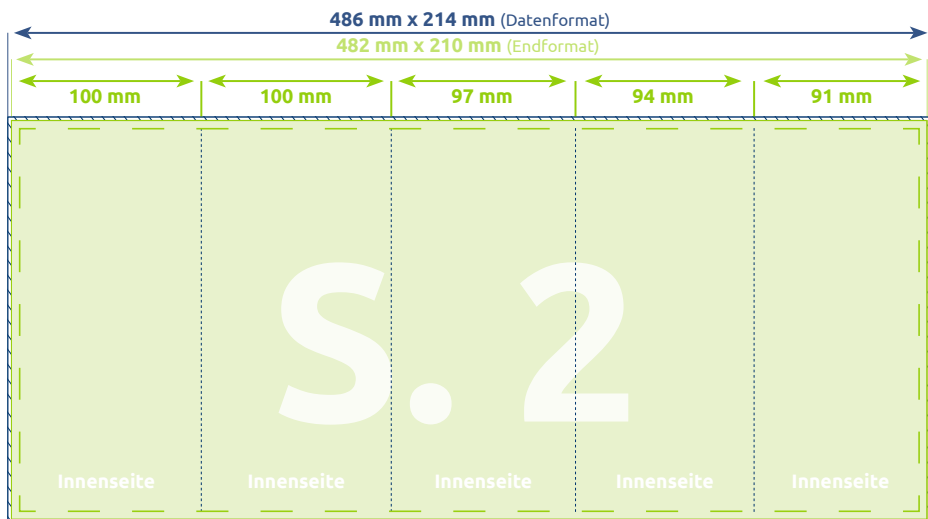 486 mm x 214 mm (Datenformat)
482 mm x 210 mm (Endformat)
100 mm 100 mm 97 mm 94 mm 91 mm
S. 2
Innenseite Innenseite Innenseite Innenseite Innenseite